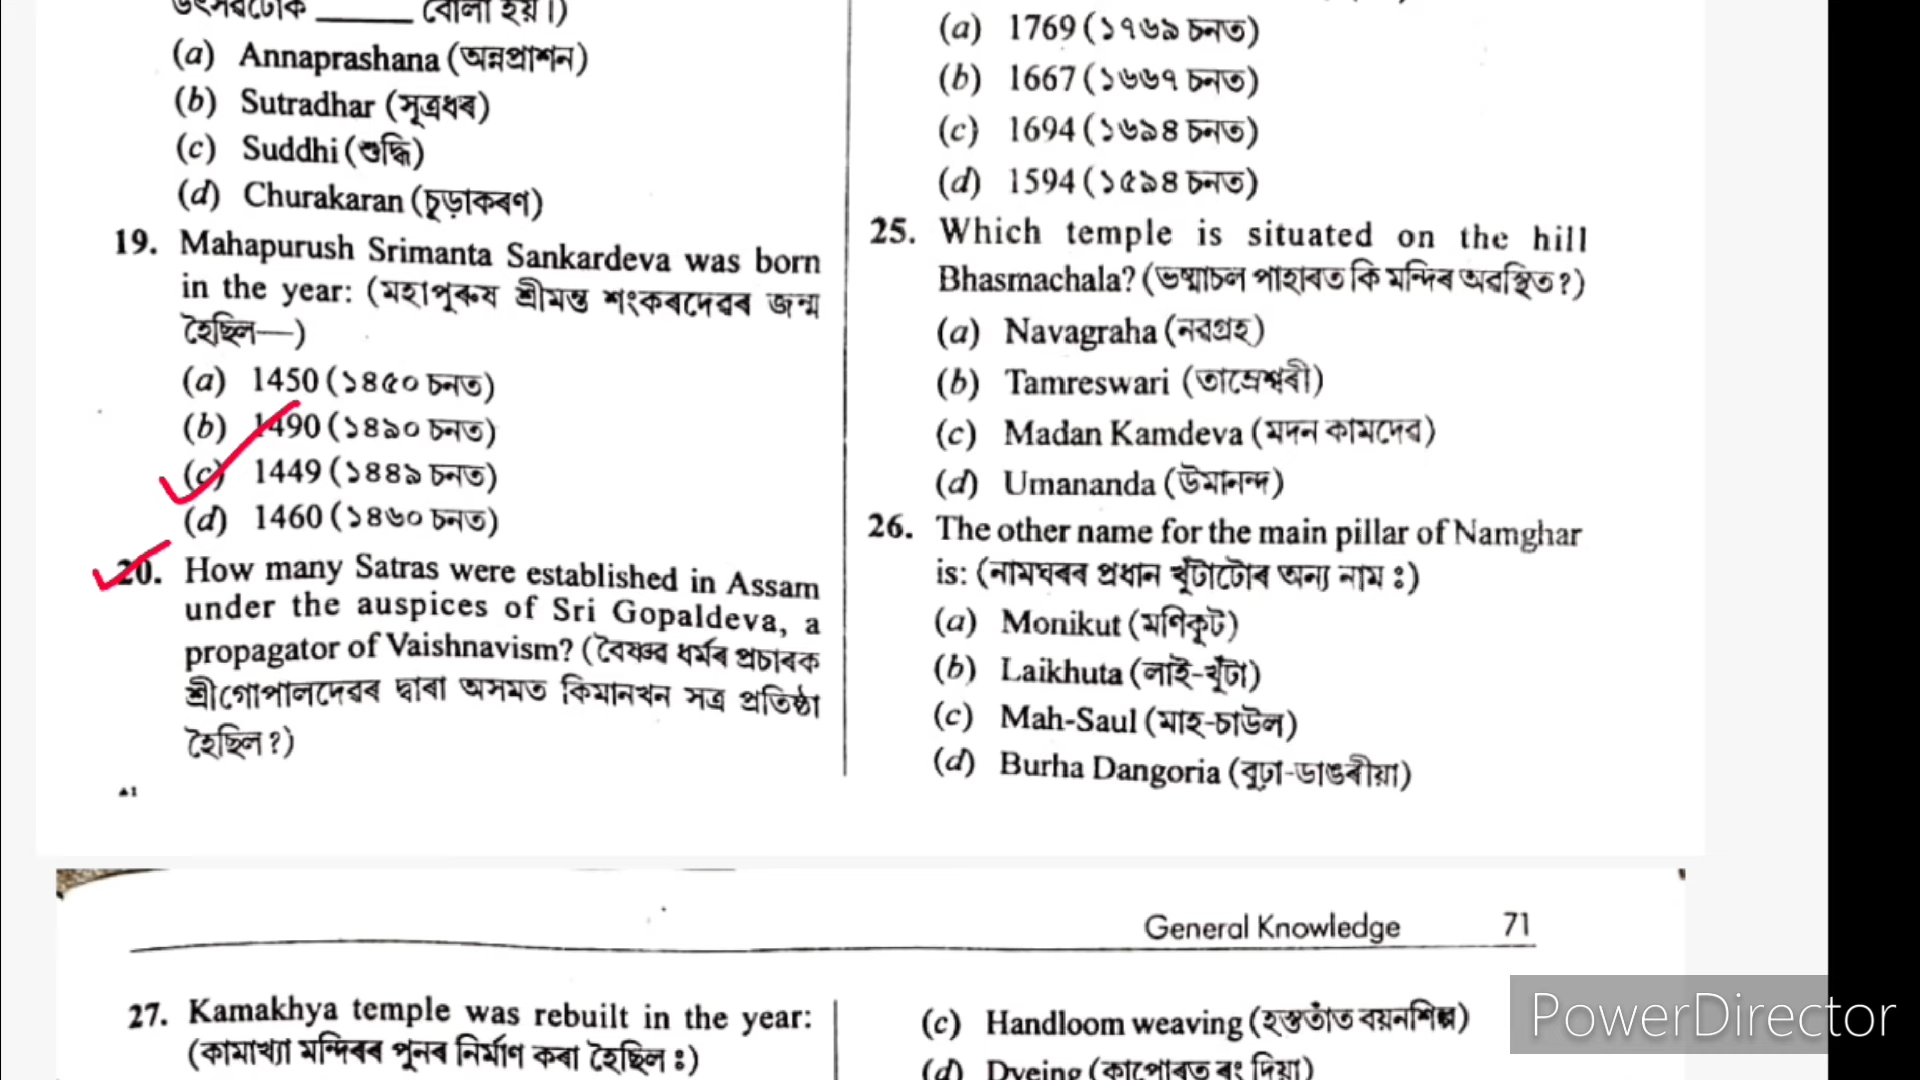 উৎসৱটোক ______ বোলা হয়।)
(a) Annaprashana (অন্নপ্ৰাশন)
(b) Sutradhar (সূত্ৰধৰ)
(c) Suddhi (শুদ্ধি)
(d) Churakaran (চূড়াকৰণ)
19. Mahapurush Srimanta Sankardeva was born
in the year: (মহাপুৰুষ শ্ৰীমন্ত শংকৰদেৱৰ জন্ম
হৈছিল—)
(a) 1450 (১৪৫০ চনত)
(b) 1490 (১৪৯০ চনত)
(c) 1449 (১৪৪৯ চনত)
(d) 1460 (১৪৬০ চনত)
20. How many Satras were established in Assam
under the auspices of Sri Gopaldeva, a
propagator of Vaishnavism? (বৈষ্ণৱ ধৰ্মৰ প্ৰচাৰক
শ্ৰীগোপালদেৱৰ দ্বাৰা অসমত কিমানখন সত্ৰ প্ৰতিষ্ঠা
হৈছিল?)
(a) 1769 (১৭৬৯ চনত)
(b) 1667 (১৬৬৭ চনত)
(c) 1694 (১৬৯৪ চনত)
(d) 1594 (১৫৯৪ চনত)
25. Which temple is situated on the hill
Bhasmachala? (ভষ্মাচল পাহাৰত কি মন্দিৰ অৱস্থিত?)
(a) Navagraha (নৱগ্ৰহ)
(b) Tamreswari (তাম্ৰেশ্বৰী)
(c) Madan Kamdeva (মদন কামদেৱ)
(d) Umananda (উমানন্দ)
26. The other name for the main pillar of Namghar
is: (নামঘৰৰ প্ৰধান খুঁটাটোৰ অন্য নাম ঃ)
(a) Monikut (মণিকূট)
(b) Laikhuta (লাই-খুঁটা)
(c) Mah-Saul (মাহ-চাউল)
(d) Burha Dangoria (বুঢ়া-ডাঙৰীয়া)
General Knowledge 71
27. Kamakhya temple was rebuilt in the year:
(কামাখ্যা মন্দিৰৰ পুনৰ নিৰ্মাণ কৰা হৈছিল ঃ)
(c) Handloom weaving (হস্ততাঁত বয়নশিল্প)
(d) Dyeing (কাপোৰত ৰং দিয়া)
PowerDirector